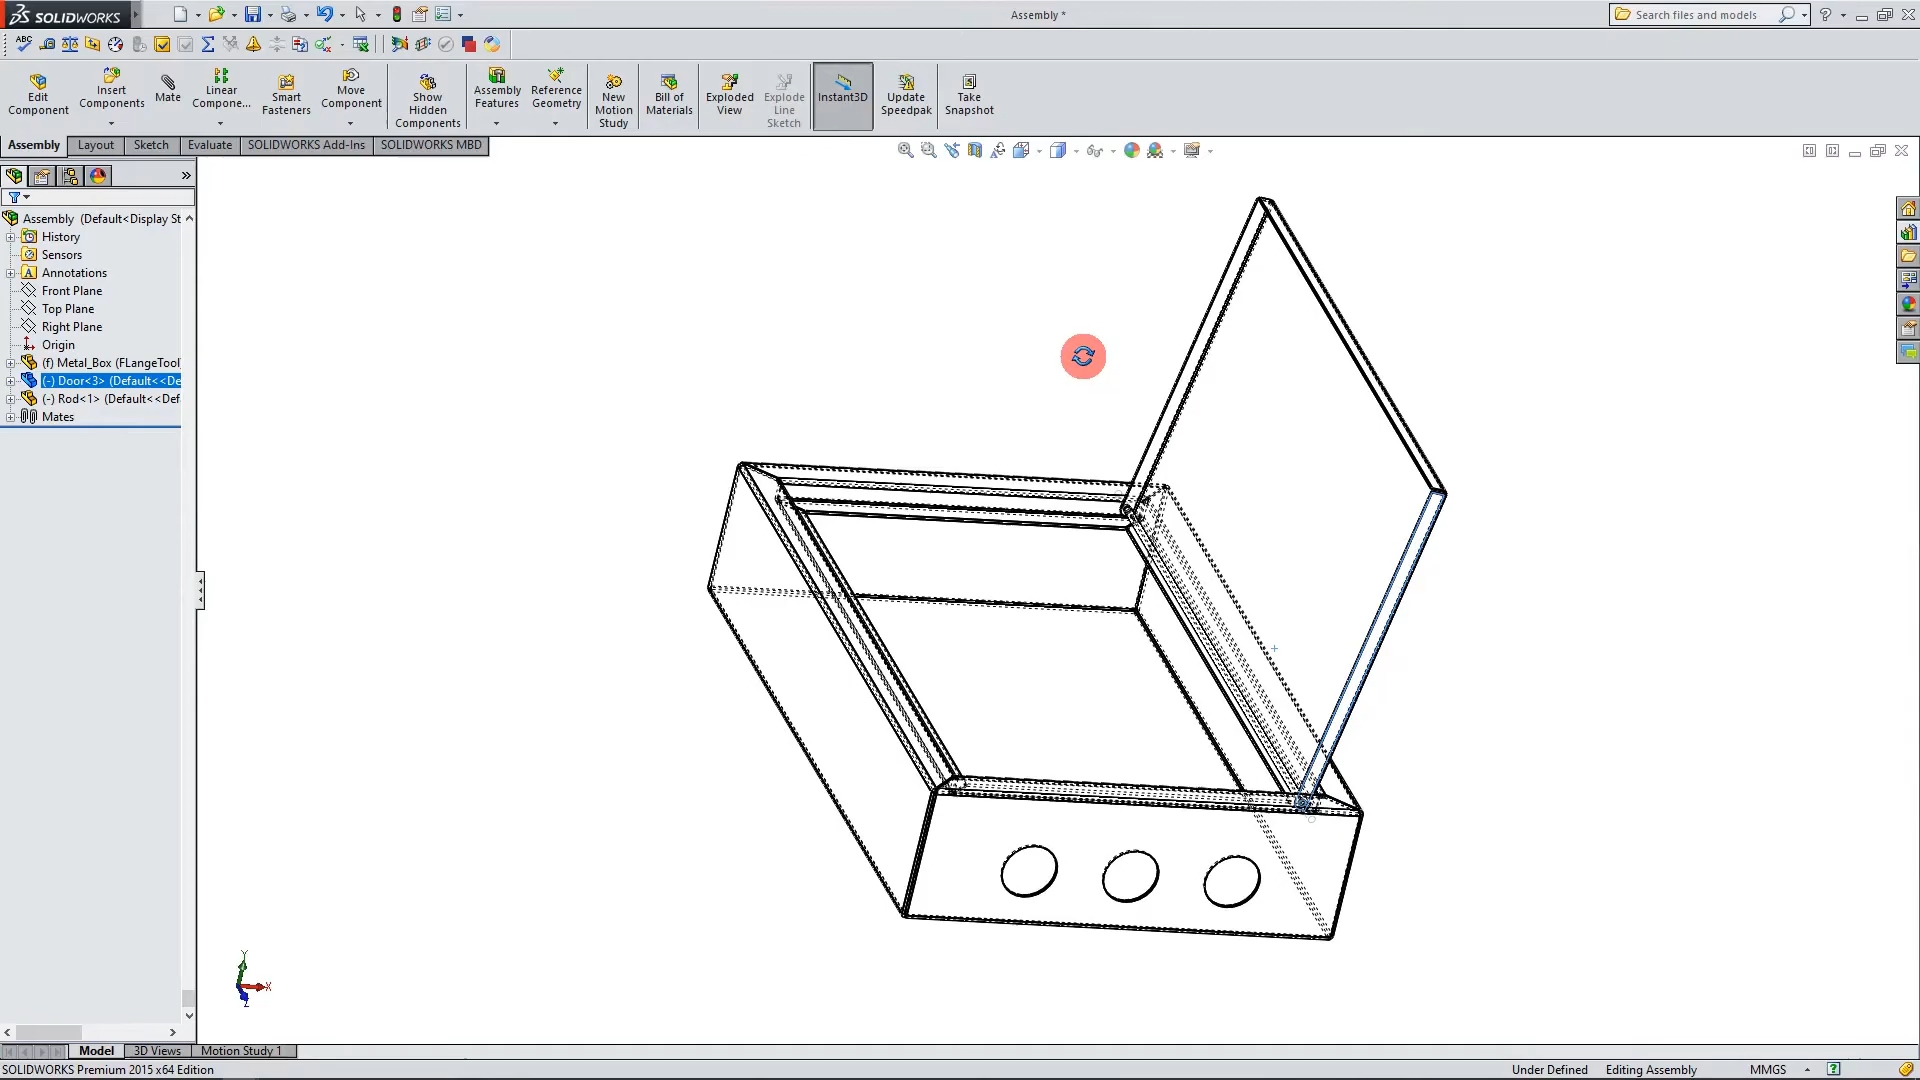 SOLIDWORKS
Assembly *
Search files and models
ABC
Edit Component
Insert Components
Mate
Linear Compone...
Smart Fasteners
Move Component
Show Hidden Components
Assembly Features
Reference Geometry
New Motion Study
Bill of Materials
Exploded View
Explode Line Sketch
Instant3D
Update Speedpak
Take Snapshot
Assembly
Layout
Sketch
Evaluate
SOLIDWORKS Add-Ins
SOLIDWORKS MBD
Assembly (Default<Display St
History
Sensors
Annotations
Front Plane
Top Plane
Right Plane
Origin
(f) Metal_Box (FLangeTool
(-) Door<3> (Default<<De
(-) Rod<1> (Default<<Def
Mates
Y
X
Z
Model
3D Views
Motion Study 1
SOLIDWORKS Premium 2015 x64 Edition
Under Defined
Editing Assembly
MMGS